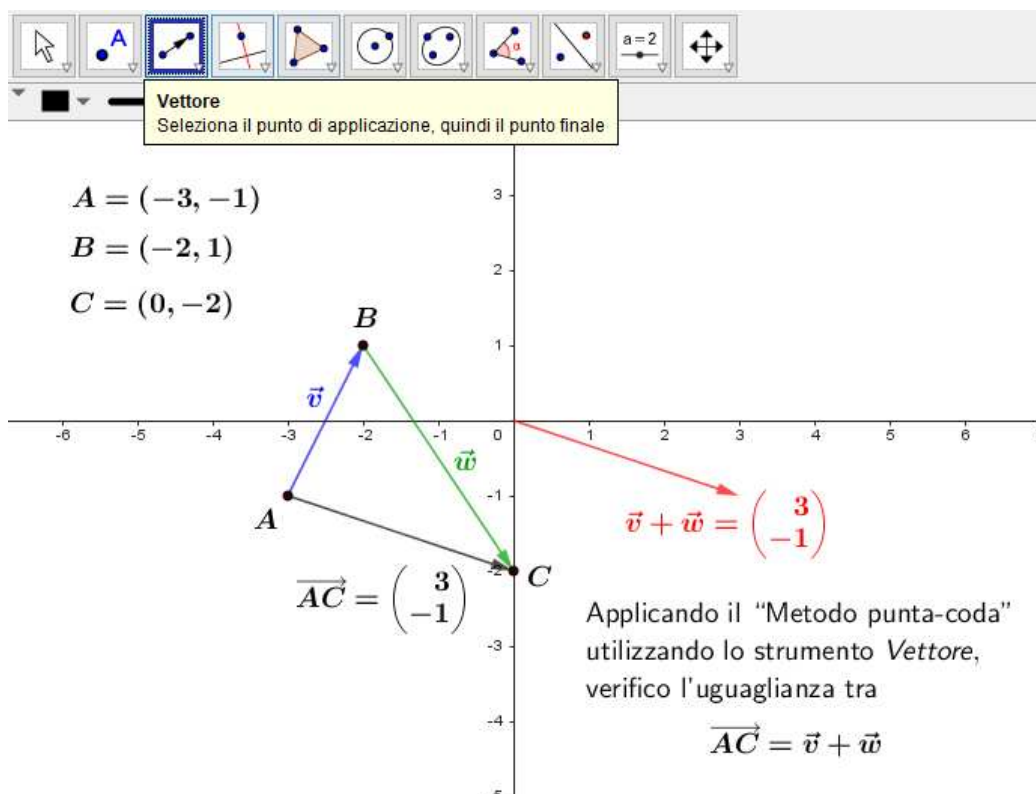 A
α
a=2
Vettore
Seleziona il punto di applicazione, quindi il punto finale
A = (−3, −1)
B = (−2, 1)
C = (0, −2)
3
2
1
B
v⃗
-6 -5 -4 -3 -2 -1 0 1 2 3 4 5 6
w⃗
-1
A
v⃗ + w⃗ = (3 −1)
-2
C
AC⃗ = (3 −1)
Applicando il “Metodo punta-coda”
-3
utilizzando lo strumento Vettore,
verifico l'uguaglianza tra
-4
AC⃗ = v⃗ + w⃗
-5